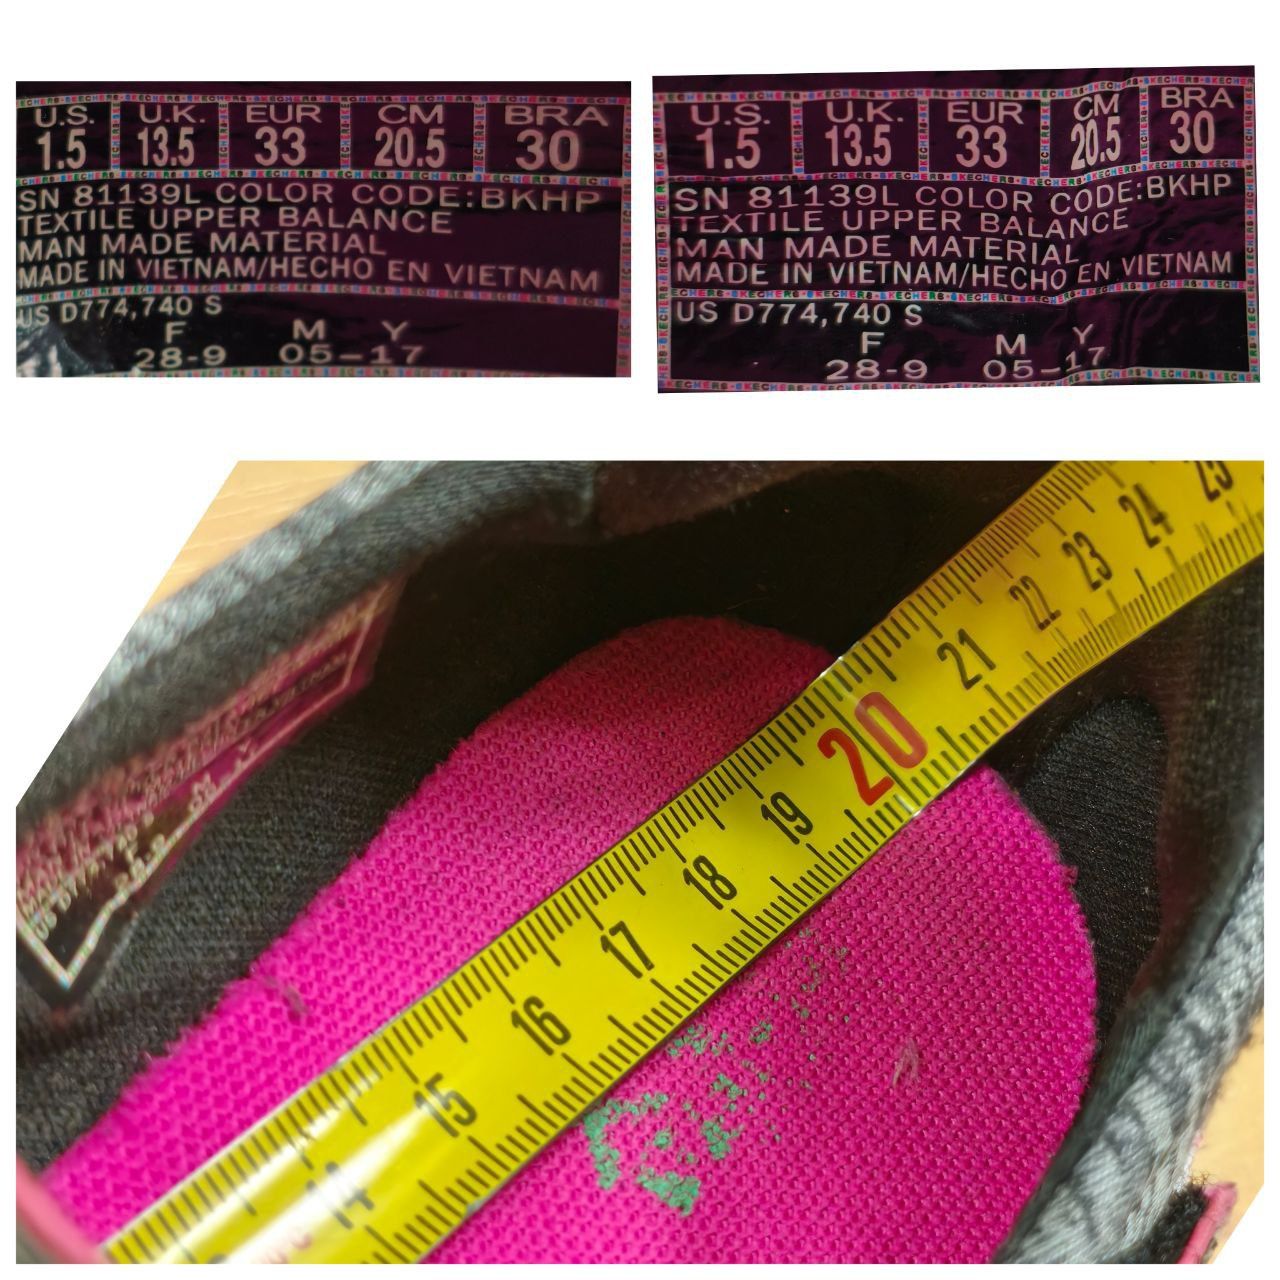 U.S. U.K. EUR CM BRA
1.5 13.5 33 20.5 30
SN 81139L COLOR CODE:BKHP
TEXTILE UPPER BALANCE
MAN MADE MATERIAL
MADE IN VIETNAM/HECHO EN VIETNAM
US D774,740 S
F M Y
28-9 05-17
U.S. U.K. EUR CM BRA
1.5 13.5 33 20.5 30
SN 81139L COLOR CODE:BKHP
TEXTILE UPPER BALANCE
MAN MADE MATERIAL
MADE IN VIETNAM/HECHO EN VIETNAM
US D774,740 S
F M Y
28-9 05-17
14 15 16 17 18 19 20 21 22 23 24 25